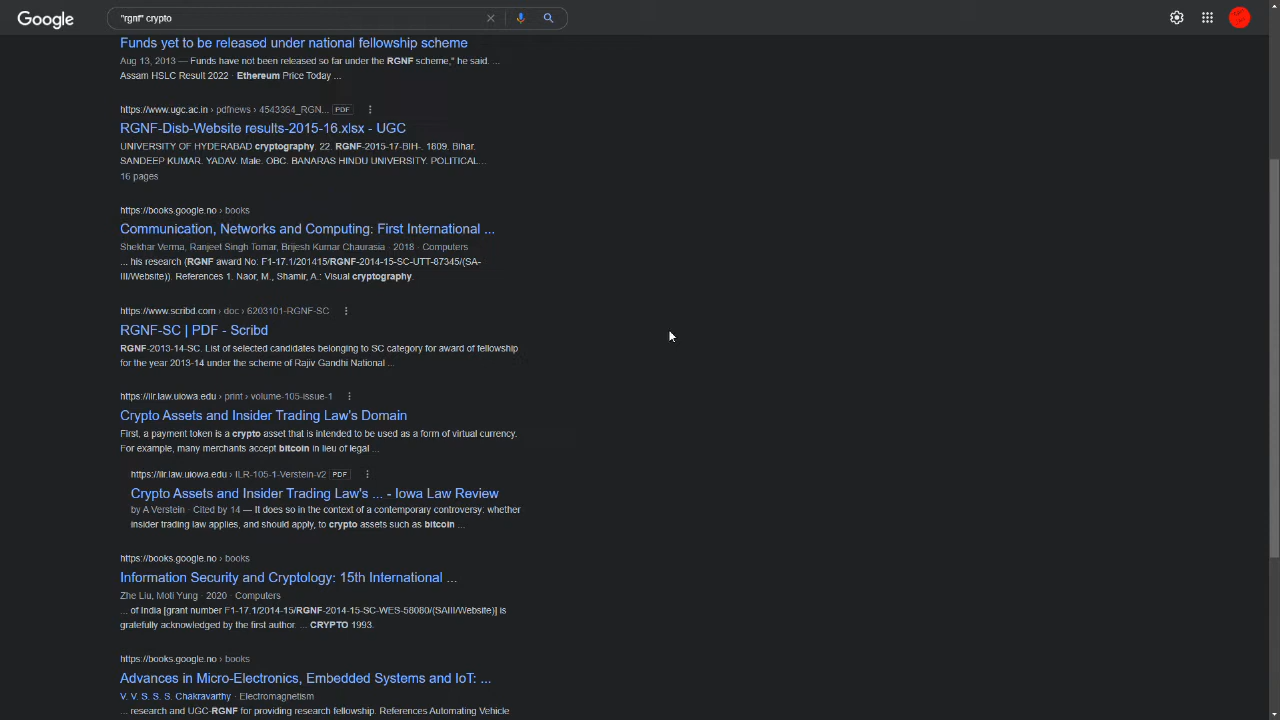 Google
"rgnf" crypto
Funds yet to be released under national fellowship scheme
Aug 13, 2013 — Funds have not been released so far under the RGNF scheme," he said. ...
Assam HSLC Result 2022 · Ethereum Price Today ...
https://www.ugc.ac.in › pdfnews › 4543364_RGN... PDF
RGNF-Disb-Website results-2015-16.xlsx - UGC
UNIVERSITY OF HYDERABAD cryptography. 22. RGNF-2015-17-BIH-. 1809. Bihar.
SANDEEP KUMAR. YADAV. Male. OBC. BANARAS HINDU UNIVERSITY. POLITICAL...
16 pages
https://books.google.no › books
Communication, Networks and Computing: First International ...
Shekhar Verma, Ranjeet Singh Tomar, Brijesh Kumar Chaurasia · 2018 · Computers
... his research (RGNF award No: F1-17.1/201415/RGNF-2014-15-SC-UTT-87345/(SA-
III/Website)). References 1. Naor, M., Shamir, A.: Visual cryptography.
https://www.scribd.com › doc › 6203101-RGNF-SC
RGNF-SC | PDF - Scribd
RGNF-2013-14-SC. List of selected candidates belonging to SC category for award of fellowship
for the year 2013-14 under the scheme of Rajiv Gandhi National ...
https://ilr.law.uiowa.edu › print › volume-105-issue-1
Crypto Assets and Insider Trading Law's Domain
First, a payment token is a crypto asset that is intended to be used as a form of virtual currency.
For example, many merchants accept bitcoin in lieu of legal ...
https://ilr.law.uiowa.edu › ILR-105-1-Verstein-v2 PDF
Crypto Assets and Insider Trading Law's ... - Iowa Law Review
by A Verstein · Cited by 14 — It does so in the context of a contemporary controversy: whether
insider trading law applies, and should apply, to crypto assets such as bitcoin ...
https://books.google.no › books
Information Security and Cryptology: 15th International ...
Zhe Liu, Moti Yung · 2020 · Computers
... of India [grant number F1-17.1/2014-15/RGNF-2014-15-SC-WES-58080/(SAIII/Website)] is
gratefully acknowledged by the first author. ... CRYPTO 1993.
https://books.google.no › books
Advances in Micro-Electronics, Embedded Systems and IoT: ...
V. V. S. S. S. Chakravarthy · Electromagnetism
... research and UGC-RGNF for providing research fellowship. References Automating Vehicle